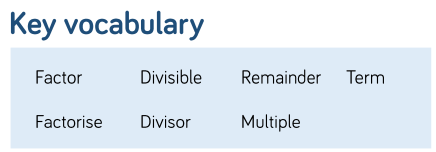 Key vocabulary
Factor Divisible Remainder Term
Factorise Divisor Multiple